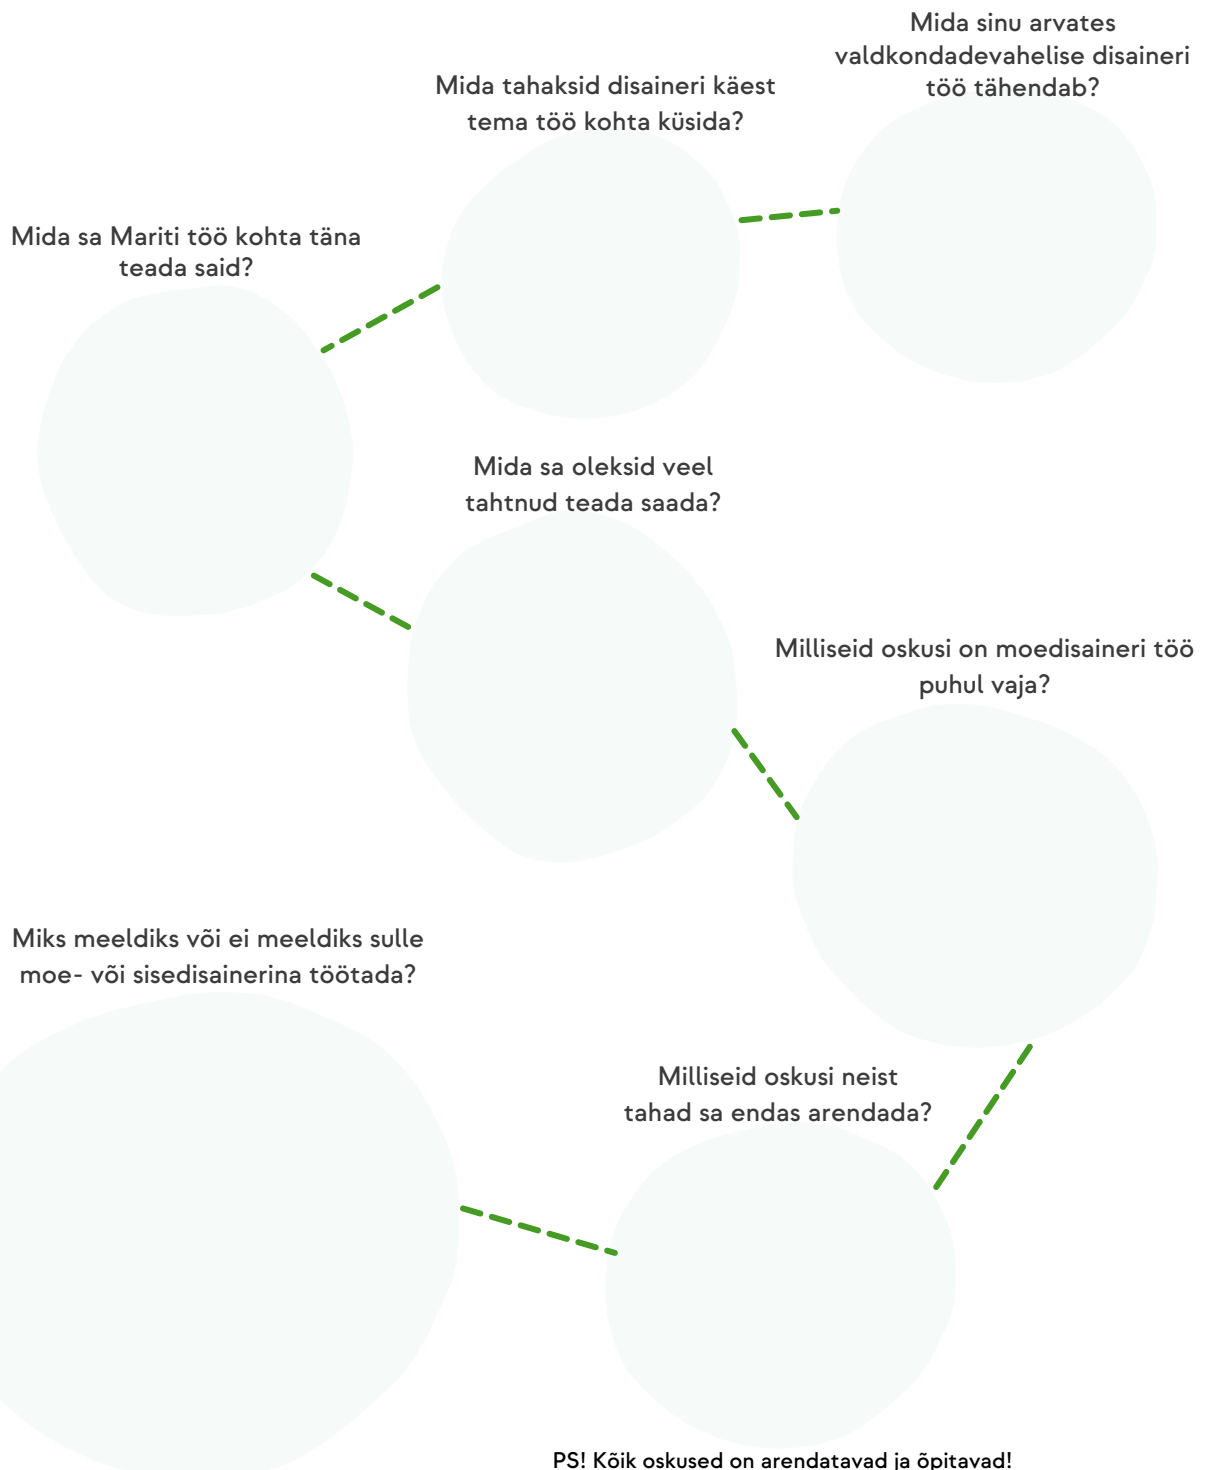 Mida sinu arvates
valdkondadevahelise disaineri
töö tähendab?
Mida tahaksid disaineri käest
tema töö kohta küsida?
Mida sa Mariti töö kohta täna
teada said?
Mida sa oleksid veel
tahtnud teada saada?
Milliseid oskusi on moedisaineri töö
puhul vaja?
Milliseid oskusi neist
tahad sa endas arendada?
Miks meeldiks või ei meeldiks sulle
moe- või sisedisainerina töötada?
PS! Kõik oskused on arendatavad ja õpitavad!